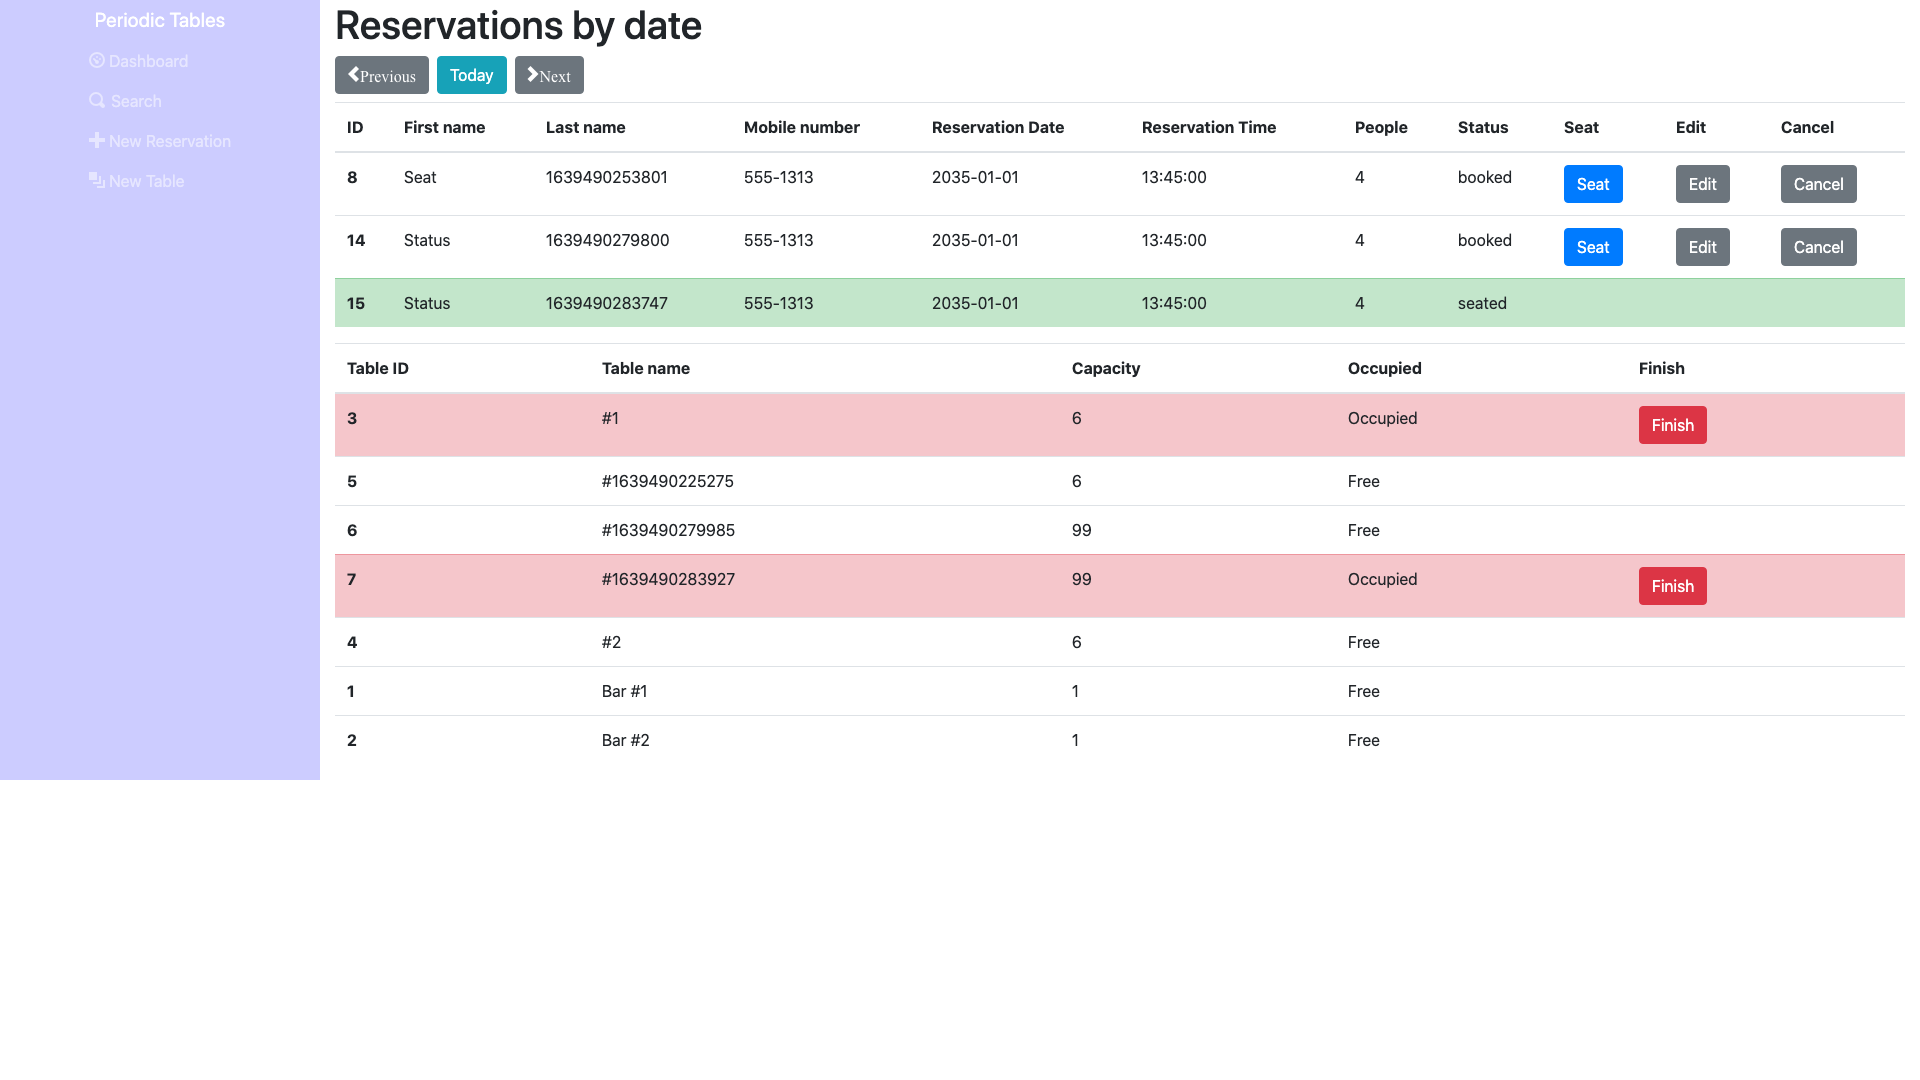 Periodic Tables
Dashboard
Search
New Reservation
New Table
Reservations by date
Previous Today Next
ID First name Last name Mobile number Reservation Date Reservation Time People Status Seat Edit Cancel
8 Seat 1639490253801 555-1313 2035-01-01 13:45:00 4 booked Seat Edit Cancel
14 Status 1639490279800 555-1313 2035-01-01 13:45:00 4 booked Seat Edit Cancel
15 Status 1639490283747 555-1313 2035-01-01 13:45:00 4 seated
Table ID Table name Capacity Occupied Finish
3 #1 6 Occupied Finish
5 #1639490225275 6 Free
6 #1639490279985 99 Free
7 #1639490283927 99 Occupied Finish
4 #2 6 Free
1 Bar #1 1 Free
2 Bar #2 1 Free